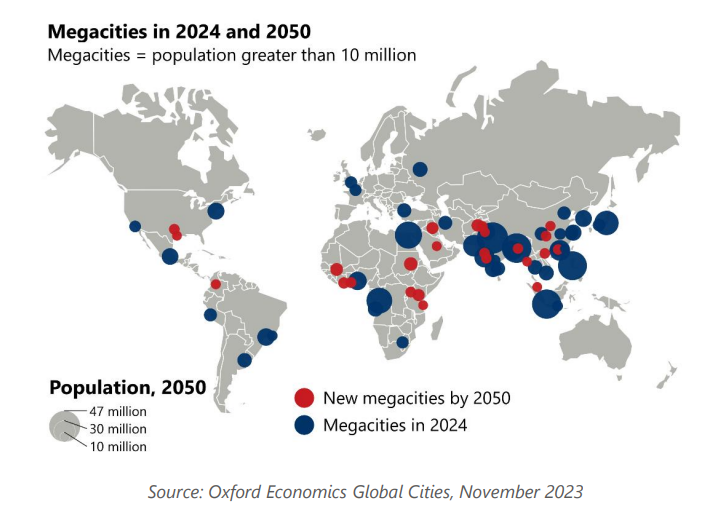 Megacities in 2024 and 2050
Megacities = population greater than 10 million
Population, 2050
47 million
30 million
10 million
New megacities by 2050
Megacities in 2024
Source: Oxford Economics Global Cities, November 2023